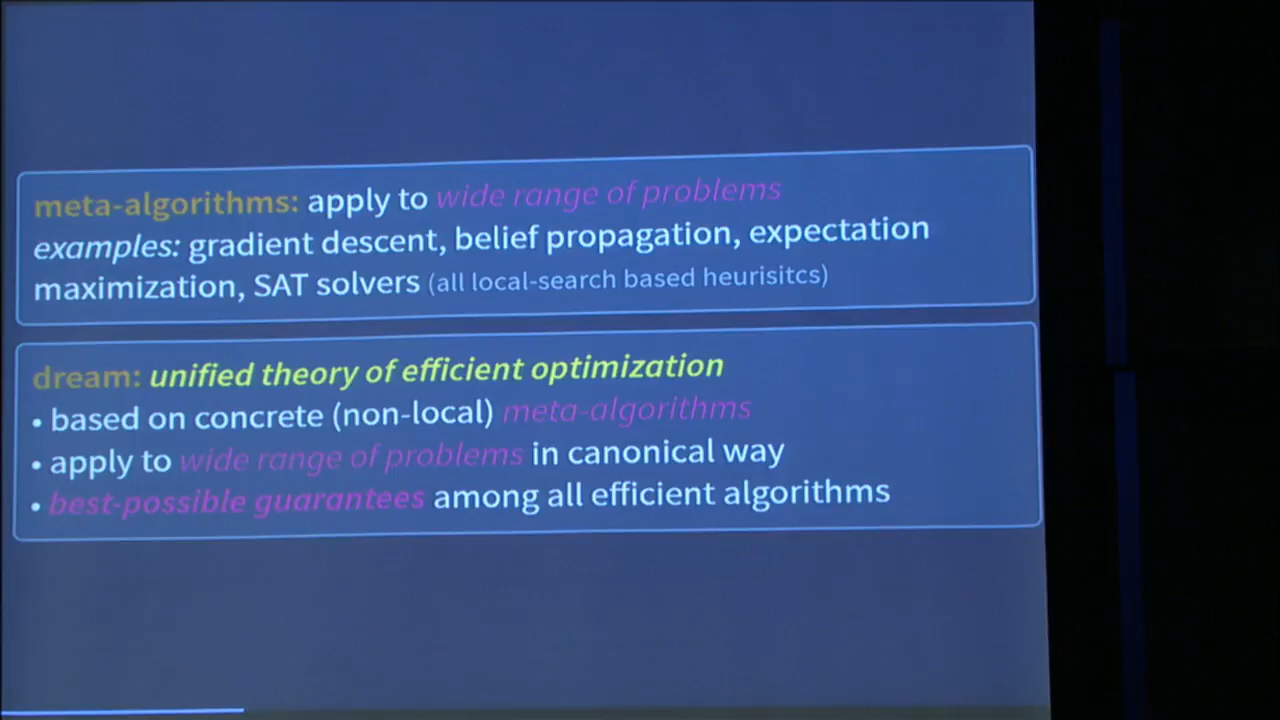 meta-algorithms: apply to wide range of problems
examples: gradient descent, belief propagation, expectation
maximization, SAT solvers (all local-search based heurisitcs)
dream: unified theory of efficient optimization
• based on concrete (non-local) meta-algorithms
• apply to wide range of problems in canonical way
• best-possible guarantees among all efficient algorithms